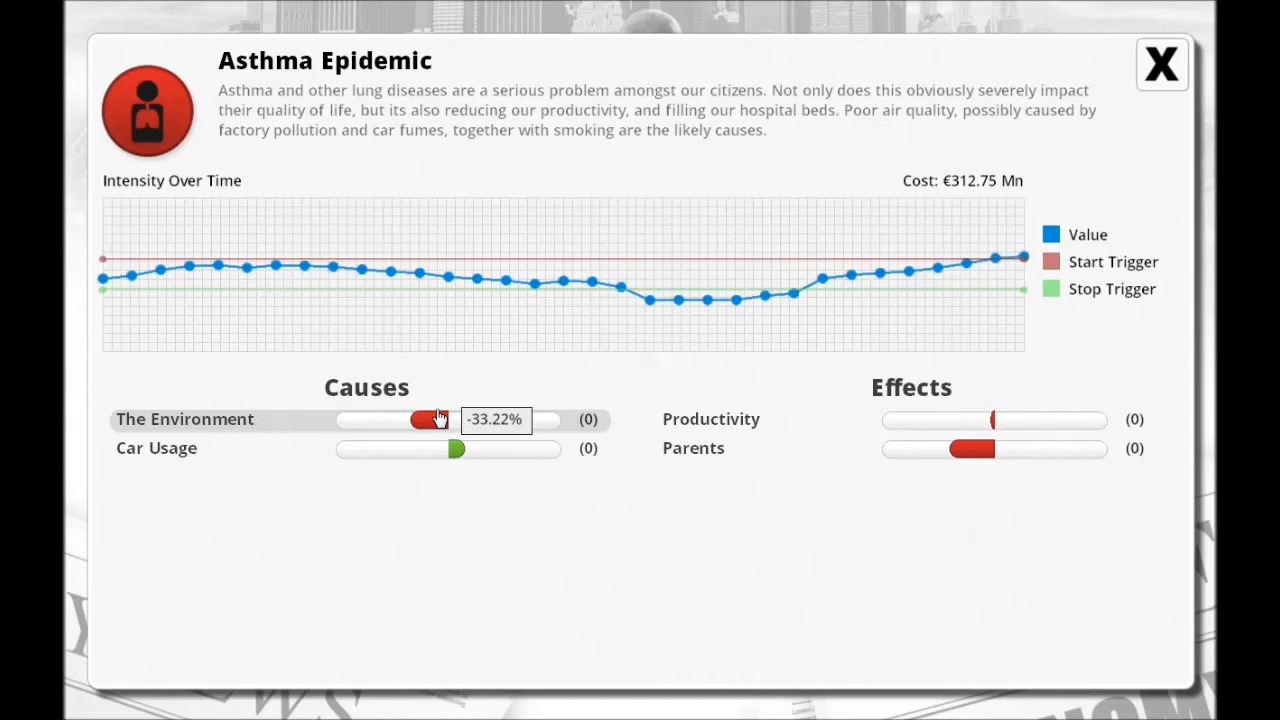 Asthma Epidemic
X
Asthma and other lung diseases are a serious problem amongst our citizens. Not only does this obviously severely impact
their quality of life, but its also reducing our productivity, and filling our hospital beds. Poor air quality, possibly caused by
factory pollution and car fumes, together with smoking are the likely causes.
Intensity Over Time
Cost: €312.75 Mn
Value
Start Trigger
Stop Trigger
Causes
Effects
The Environment
-33.22%
(0)
Productivity
(0)
Car Usage
(0)
Parents
(0)